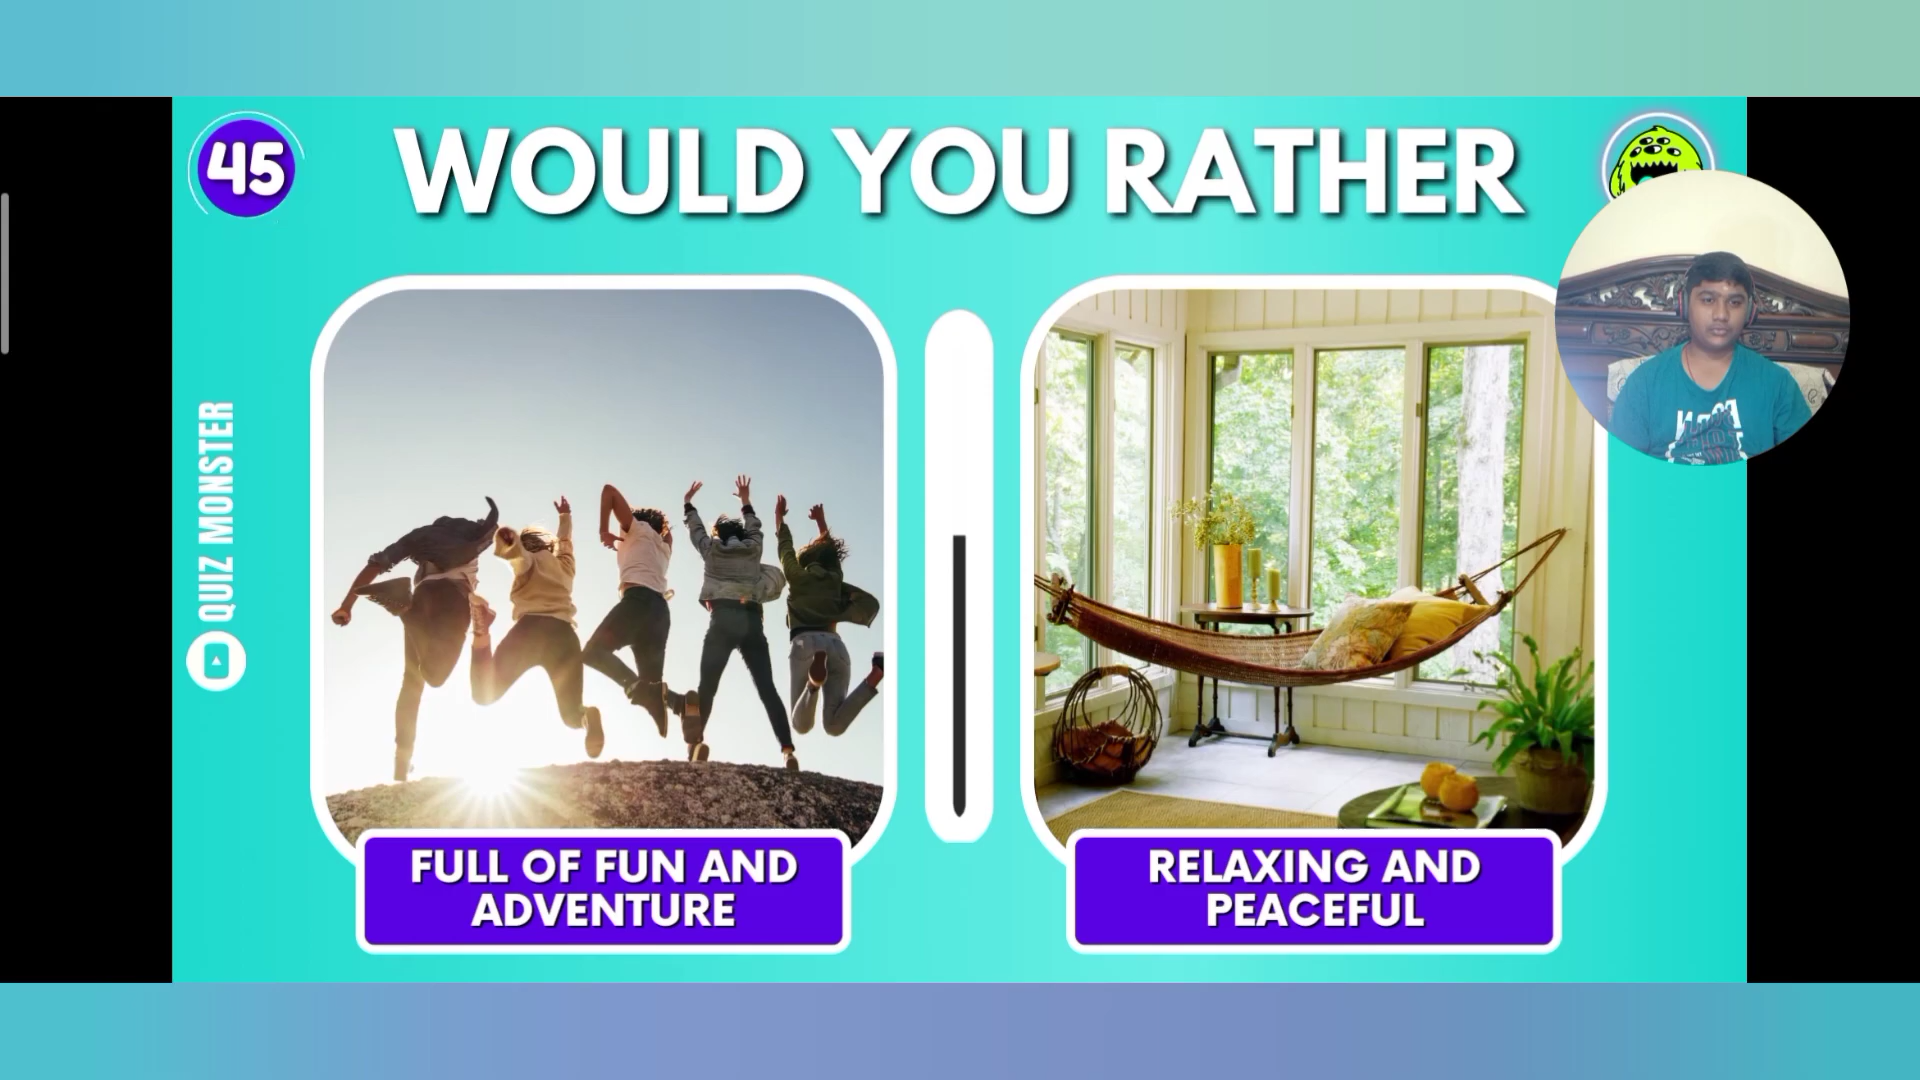 45
WOULD YOU RATHER
QUIZ MONSTER
FULL OF FUN AND
ADVENTURE
RELAXING AND
PEACEFUL